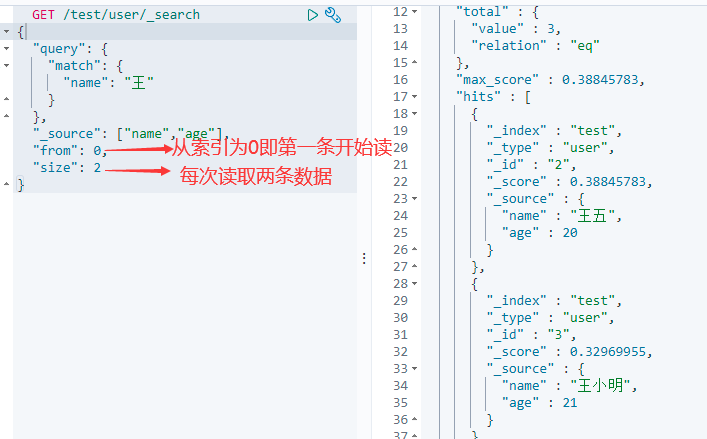 GET /test/user/_search
{
"query": {
"match": {
"name": "王"
}
},
"_source": ["name","age"],
"from": 0,
从索引为0即第一条开始读
"size": 2
每次读取两条数据
}
12 "total" : {
13 "value" : 3,
14 "relation" : "eq"
15 },
16 "max_score" : 0.38845783,
17 "hits" : [
18 {
19 "_index" : "test",
20 "_type" : "user",
21 "_id" : "2",
22 "_score" : 0.38845783,
23 "_source" : {
24 "name" : "王五",
25 "age" : 20
26 }
27 },
28 {
29 "_index" : "test",
30 "_type" : "user",
31 "_id" : "3",
32 "_score" : 0.32969955,
33 "_source" : {
34 "name" : "王小明",
35 "age" : 21
36 }
37 }